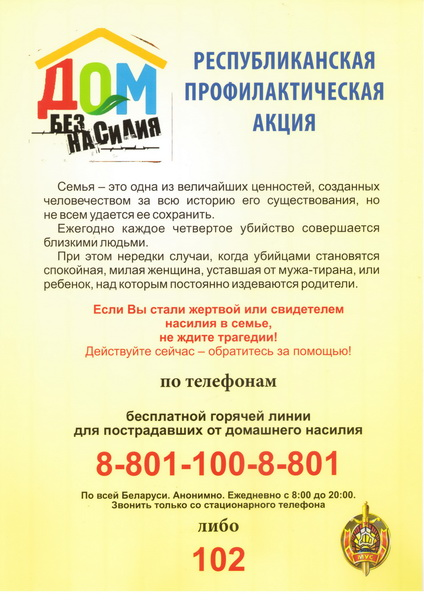 ДОМ
БЕЗ
НАСИЛИЯ
РЕСПУБЛИКАНСКАЯ
ПРОФИЛАКТИЧЕСКАЯ
АКЦИЯ
Семья – это одна из величайших ценностей, созданных
человечеством за всю историю его существования, но
не всем удается ее сохранить.
Ежегодно каждое четвертое убийство совершается
близкими людьми.
При этом нередки случаи, когда убийцами становятся
спокойная, милая женщина, уставшая от мужа-тирана, или
ребенок, над которым постоянно издеваются родители.
Если Вы стали жертвой или свидетелем
насилия в семье,
не ждите трагедии!
Действуйте сейчас – обратитесь за помощью!
по телефонам
бесплатной горячей линии
для пострадавших от домашнего насилия
8-801-100-8-801
По всей Беларуси. Анонимно. Ежедневно с 8:00 до 20:00.
Звонить только со стационарного телефона
либо
102
МУС